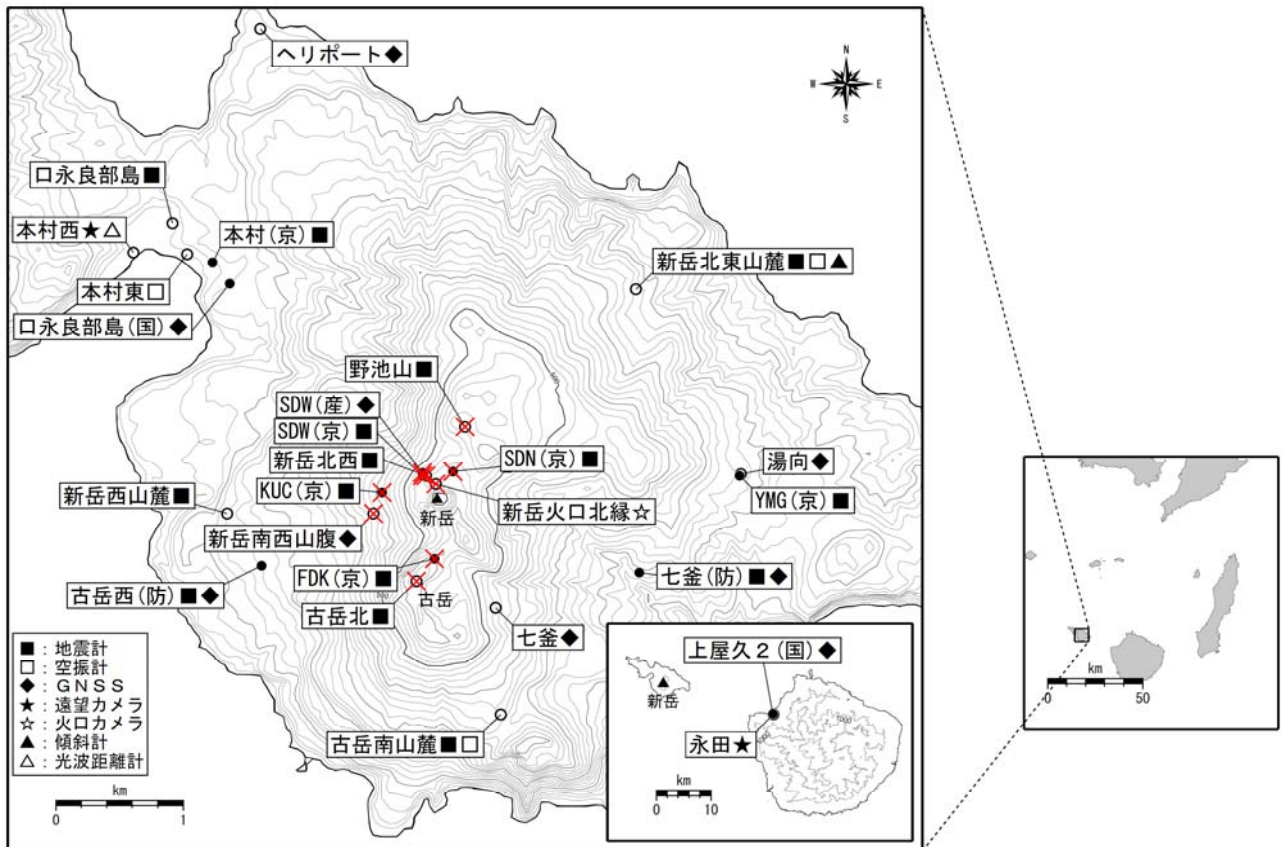 ヘリポート◆
N
W E
S
口永良部島■
本村西★△
本村(京)■
本村東□
新岳北東山麓■□▲
口永良部島(国)◆
野池山■
SDW(産)◆
SDW(京)■
新岳北西■
SDN(京)■
湯向◆
KUC(京)■
YMG(京)■
新岳西山麓■
新岳
新岳火口北縁☆
新岳南西山腹◆
FDK(京)■
七釜(防)■◆
古岳西(防)■◆
古岳
古岳北■
七釜◆
500
500
■:地震計
□:空振計
◆:GNSS
★:遠望カメラ
☆:火口カメラ
▲:傾斜計
△:光波距離計
km
0 1
古岳南山麓■□
上屋久2(国)◆
新岳
永田★
1000
500
km
0 10
km
0 50